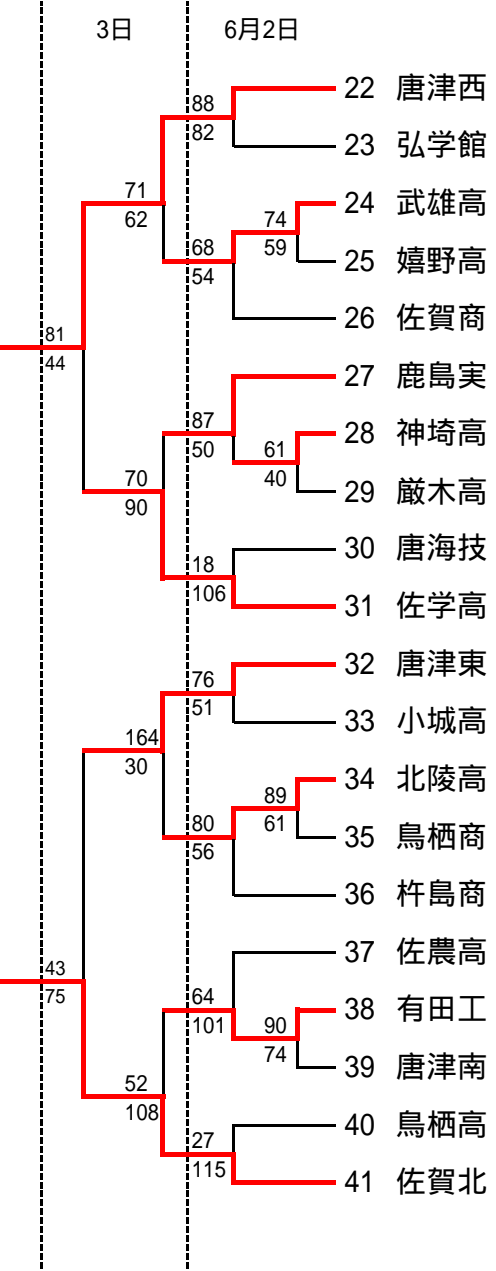 3日 6月2日
22 唐津西
88
82
23 弘学館
71
62
24 武雄高
74
59
68
54
25 嬉野高
26 佐賀商
81
44
27 鹿島実
87
50
28 神埼高
61
40
70
90
29 厳木高
30 唐海技
18
106
31 佐学高
32 唐津東
76
51
33 小城高
164
30
34 北陵高
89
61
80
56
35 鳥栖商
36 杵島商
37 佐農高
43
75
64
101
38 有田工
90
74
39 唐津南
52
108
40 鳥栖高
27
115
41 佐賀北